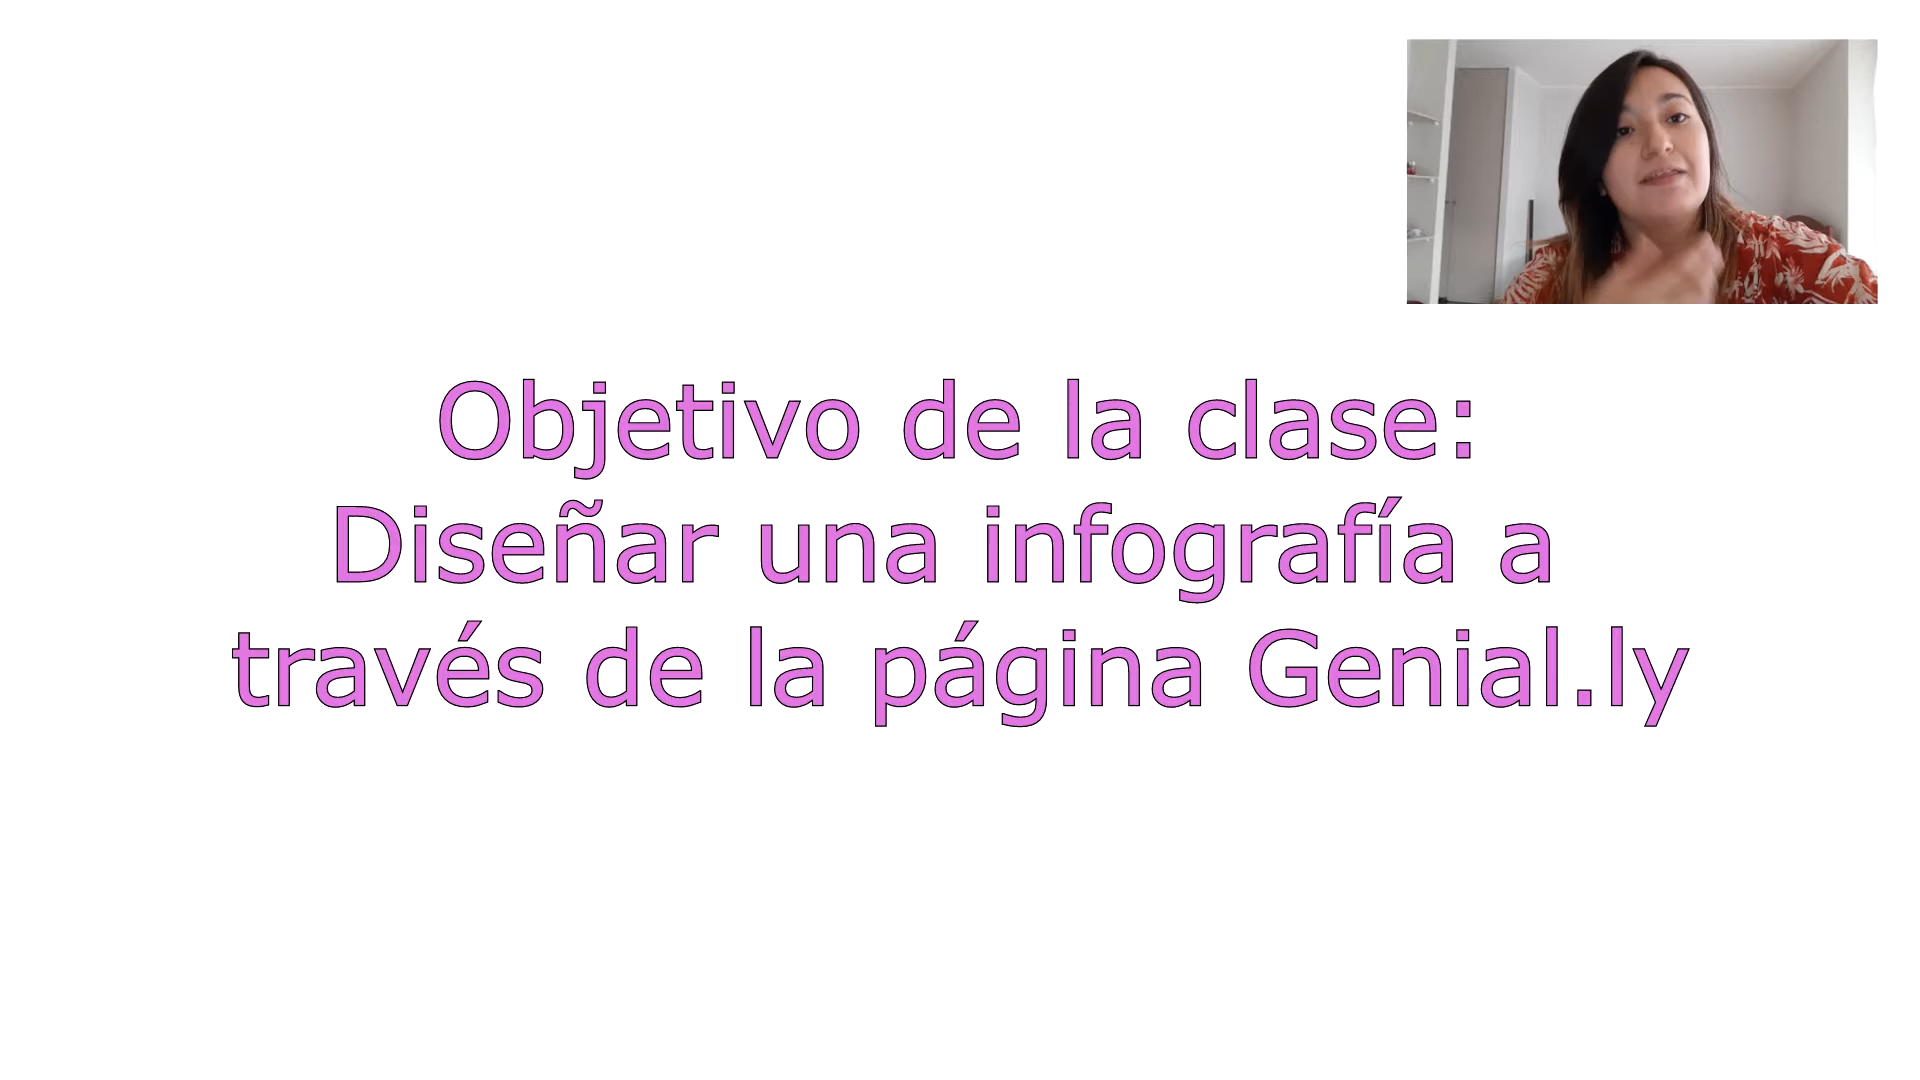 Objetivo de la clase:
Diseñar una infografía a
través de la página Genial.ly